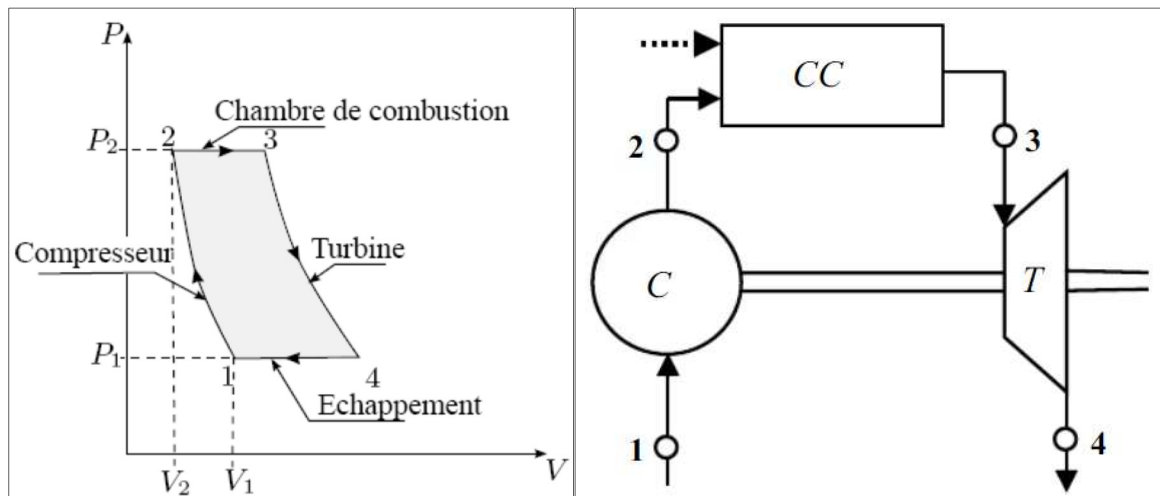 P
Chambre de combustion
P₂
2
3
Compresseur
Turbine
P₁
1
4
Echappement
V₂
V₁
V
CC
2
3
C
T
1
4